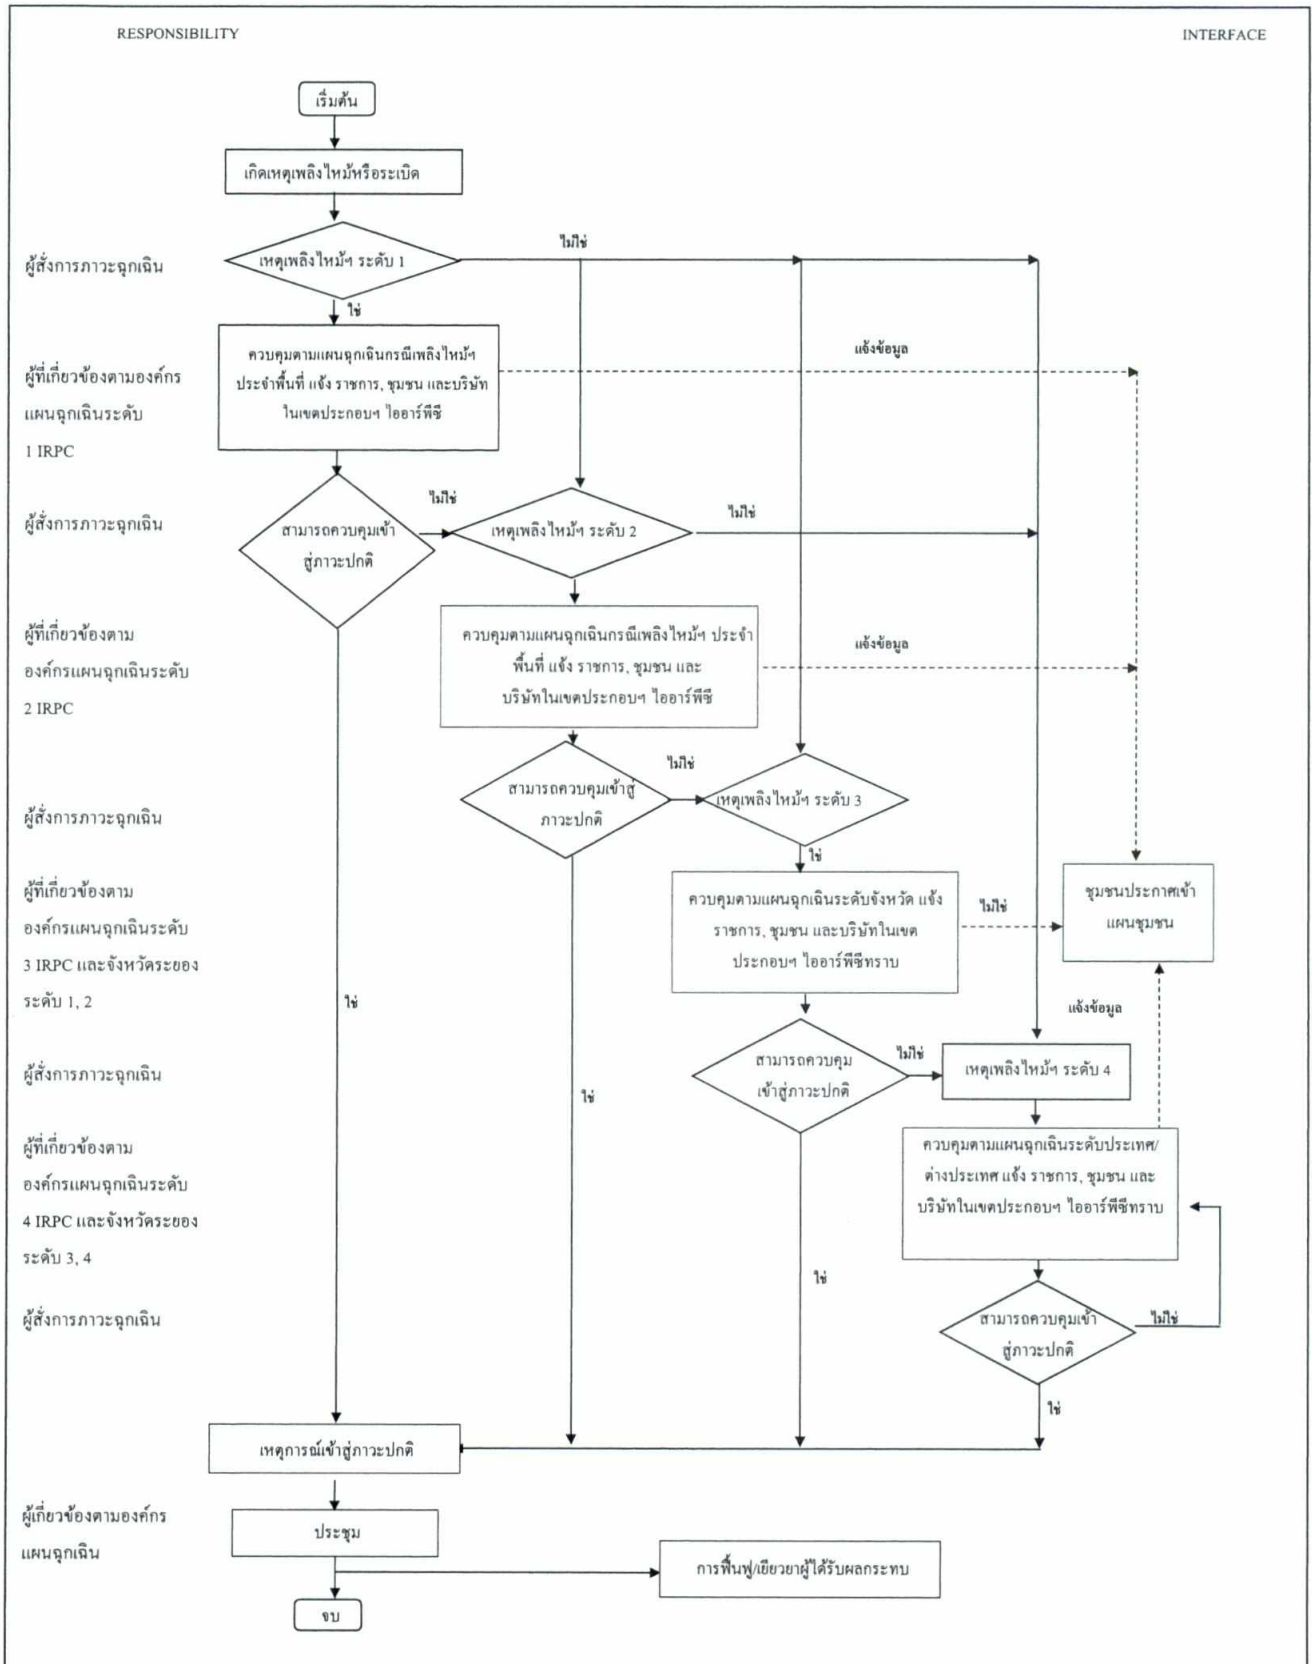 RESPONSIBILITY
INTERFACE
เริ่มต้น
เกิดเหตุเพลิงไหม้หรือระเบิด
ไม่ใช่
ผู้สั่งการภาวะฉุกเฉิน
เหตุเพลิงไหม้ฯ ระดับ 1
ใช่
ควบคุมตามแผนฉุกเฉินกรณีเพลิงไหม้ฯ
ประจำพื้นที่ แจ้ง ราชการ, ชุมชน และบริษัท
ในเขตประกอบฯ ไออาร์พีซี
แจ้งข้อมูล
ผู้ที่เกี่ยวข้องตามองค์กร
แผนฉุกเฉินระดับ
1 IRPC
ผู้สั่งการภาวะฉุกเฉิน
สามารถควบคุมเข้า
สู่ภาวะปกติ
ไม่ใช่
เหตุเพลิงไหม้ฯ ระดับ 2
ไม่ใช่
ผู้ที่เกี่ยวข้องตาม
องค์กรแผนฉุกเฉินระดับ
2 IRPC
ควบคุมตามแผนฉุกเฉินกรณีเพลิงไหม้ฯ ประจำ
พื้นที่ แจ้ง ราชการ, ชุมชน และ
บริษัทในเขตประกอบฯ ไออาร์พีซี
แจ้งข้อมูล
ผู้สั่งการภาวะฉุกเฉิน
สามารถควบคุมเข้าสู่
ภาวะปกติ
ไม่ใช่
เหตุเพลิงไหม้ฯ ระดับ 3
ใช่
ผู้ที่เกี่ยวข้องตาม
องค์กรแผนฉุกเฉินระดับ
3 IRPC และจังหวัดระยอง
ระดับ 1, 2
ควบคุมตามแผนฉุกเฉินระดับจังหวัด แจ้ง
ราชการ, ชุมชน และบริษัทในเขต
ประกอบฯ ไออาร์พีซีทราบ
ไม่ใช่
ชุมชนประกาศเข้า
แผนชุมชน
ใช่
แจ้งข้อมูล
ผู้สั่งการภาวะฉุกเฉิน
สามารถควบคุม
เข้าสู่ภาวะปกติ
ไม่ใช่
เหตุเพลิงไหม้ฯ ระดับ 4
ใช่
ผู้ที่เกี่ยวข้องตาม
องค์กรแผนฉุกเฉินระดับ
4 IRPC และจังหวัดระยอง
ระดับ 3, 4
ควบคุมตามแผนฉุกเฉินระดับประเทศ/
ต่างประเทศ แจ้ง ราชการ, ชุมชน และ
บริษัทในเขตประกอบฯ ไออาร์พีซีทราบ
ใช่
ผู้สั่งการภาวะฉุกเฉิน
สามารถควบคุมเข้า
สู่ภาวะปกติ
ไม่ใช่
ใช่
เหตุการณ์เข้าสู่ภาวะปกติ
ผู้เกี่ยวข้องตามองค์กร
แผนฉุกเฉิน
ประชุม
การฟื้นฟู/เยียวยาผู้ได้รับผลกระทบ
จบ